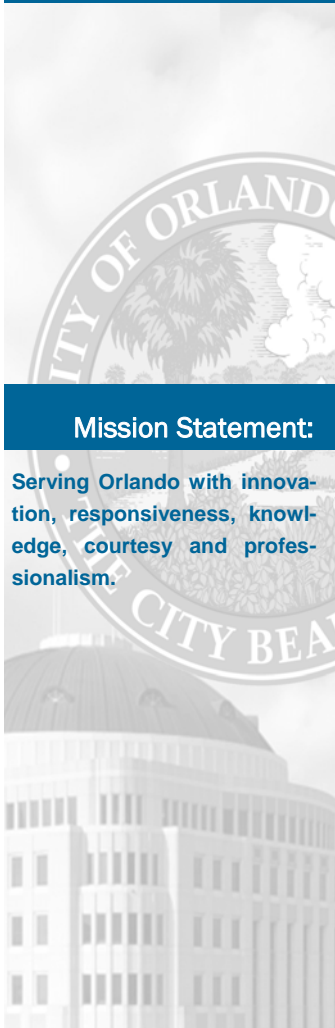 CITY OF ORLANDO
Mission Statement:
Serving Orlando with innova-
tion, responsiveness, knowl-
edge, courtesy and profes-
sionalism.
THE CITY BEA